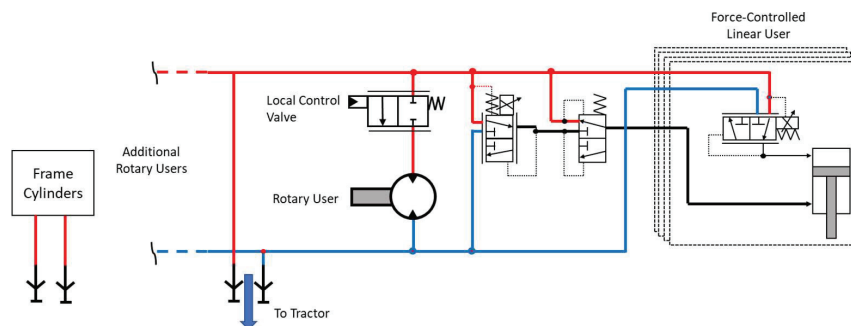 Force-Controlled
Linear User
Local Control
Valve
Additional
Rotary Users
Frame
Cylinders
Rotary User
To Tractor